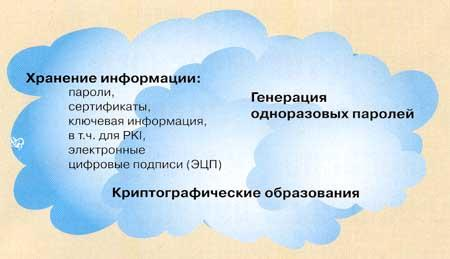 Хранение информации:
пароли,
сертификаты,
ключевая информация,
в т.ч. для PKI,
электронные
цифровые подписи (ЭЦП)
Генерация
одноразовых паролей
Криптографические образования